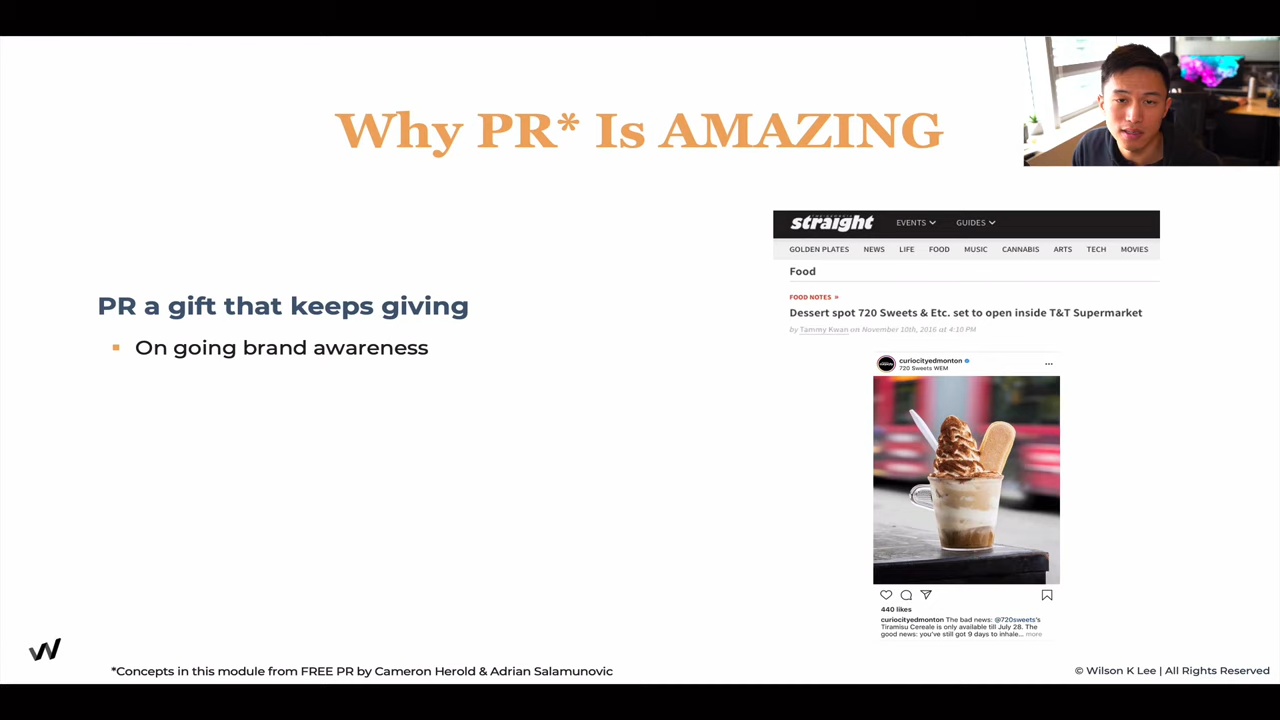 Why PR* Is AMAZING
PR a gift that keeps giving
On going brand awareness
straight
EVENTS
GUIDES
GOLDEN PLATES NEWS LIFE FOOD MUSIC CANNABIS ARTS TECH MOVIES
Food
FOOD NOTES »
Dessert spot 720 Sweets & Etc. set to open inside T&T Supermarket
by Tammy Kwan on November 10th, 2016 at 4:10 PM
curiocityedmonton
720 Sweets WEM
440 likes
curiocityedmonton The bad news: @720sweets's
Tiramisu Cereale is only available till July 28. The
good news: you've still got 9 days to inhale... more
*Concepts in this module from FREE PR by Cameron Herold & Adrian Salamunovic
© Wilson K Lee | All Rights Reserved